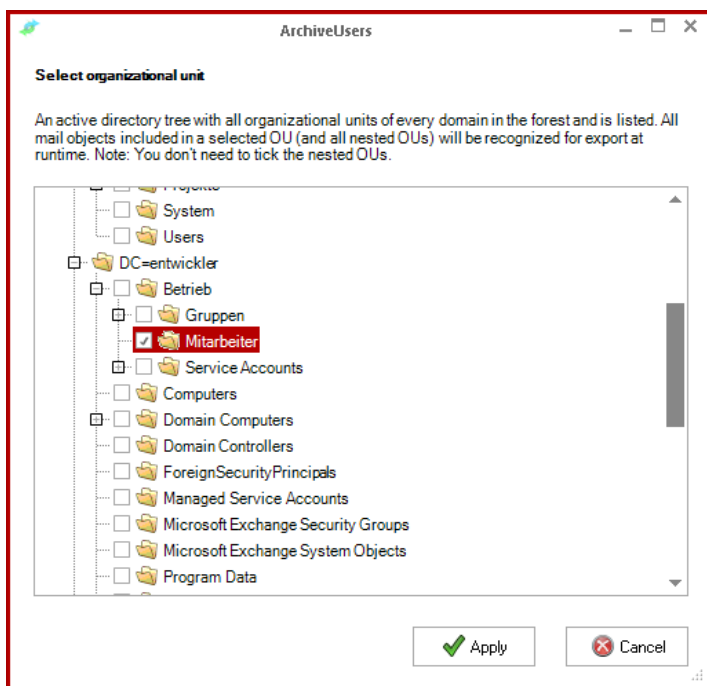 ArchiveUsers
Select organizational unit
An active directory tree with all organizational units of every domain in the forest and is listed. All
mail objects included in a selected OU (and all nested OUs) will be recognized for export at
runtime. Note: You don't need to tick the nested OUs.
Projekte
System
Users
DC=entwickler
Betrieb
Gruppen
Mitarbeiter
Service Accounts
Computers
Domain Computers
Domain Controllers
ForeignSecurityPrincipals
Managed Service Accounts
Microsoft Exchange Security Groups
Microsoft Exchange System Objects
Program Data
Apply
Cancel